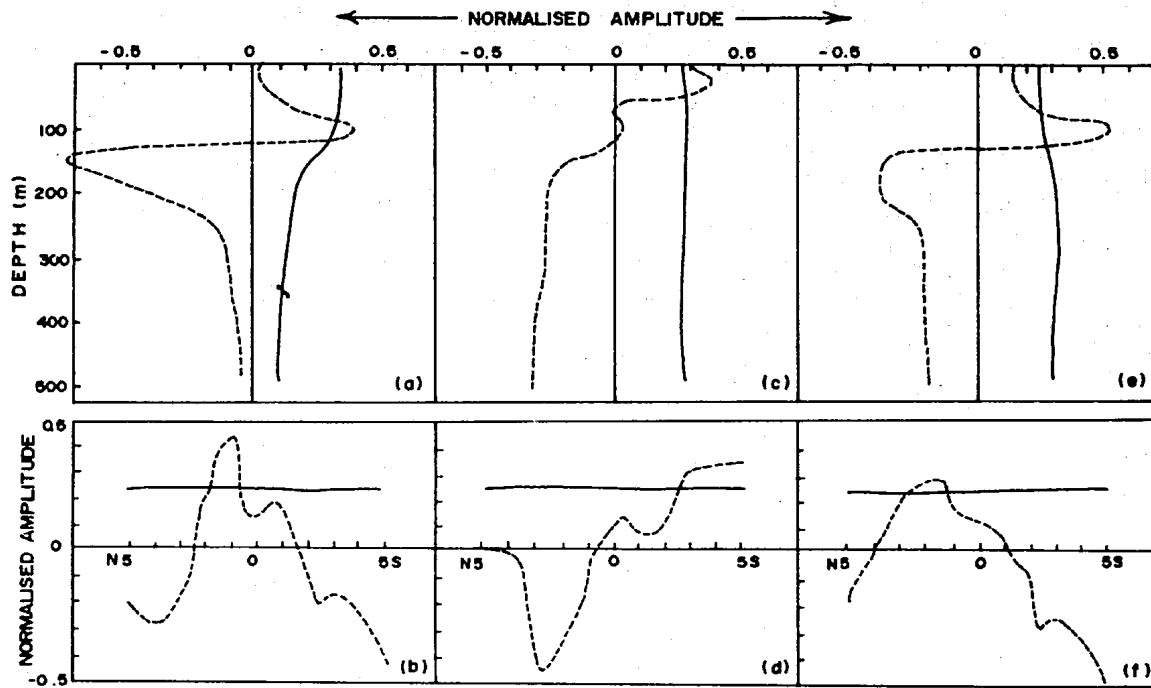 NORMALISED AMPLITUDE
-0.5 0 0.5 -0.5 0 0.5 -0.5 0 0.5
DEPTH (m)
100
200
300
400
500
(a) (c) (e)
NORMALISED AMPLITUDE
0.5
0
-0.5
N5 0 5S N5 0 5S N5 0 5S
(b) (d) (f)